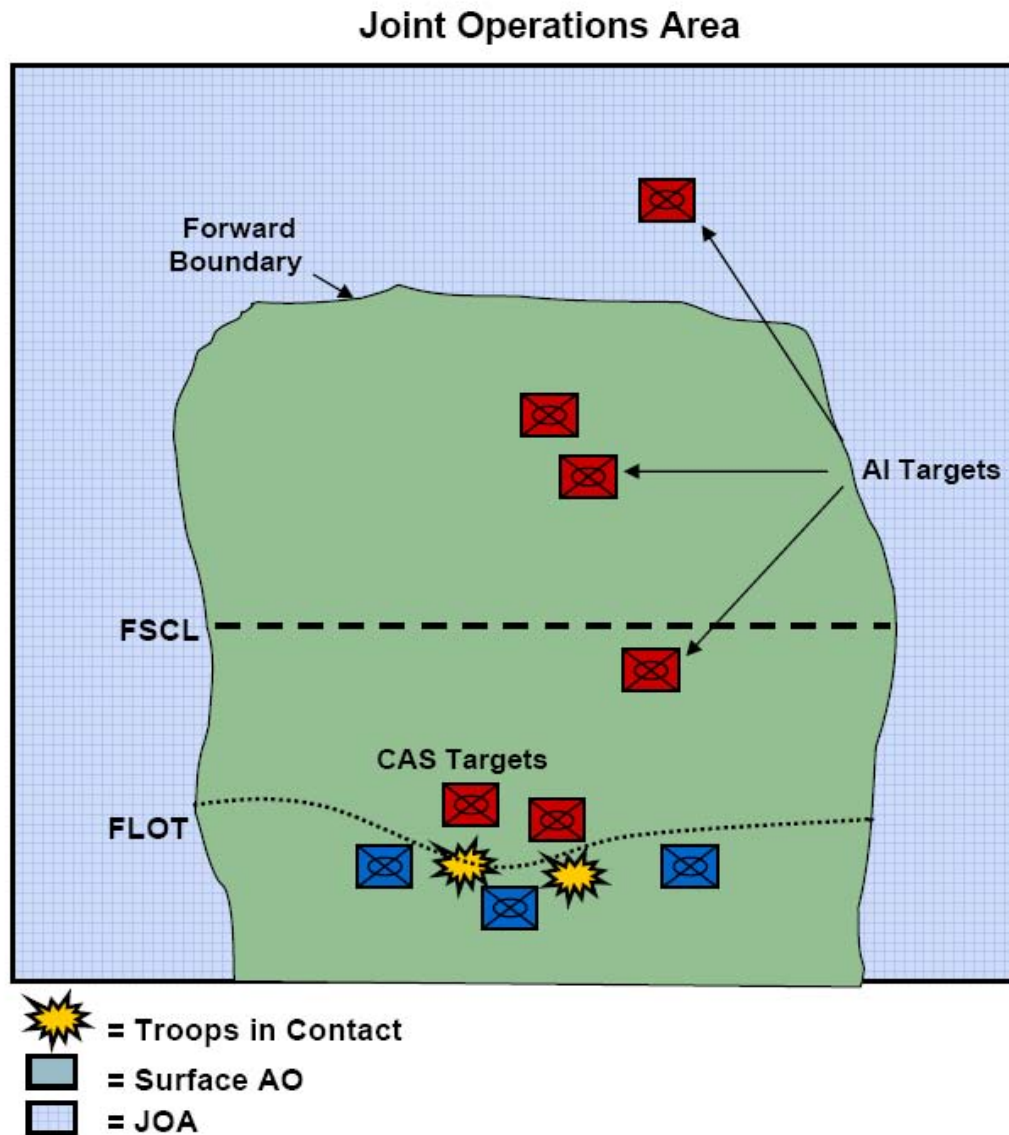 Joint Operations Area
Forward
Boundary
AI Targets
FSCL
CAS Targets
FLOT
= Troops in Contact
= Surface AO
= JOA